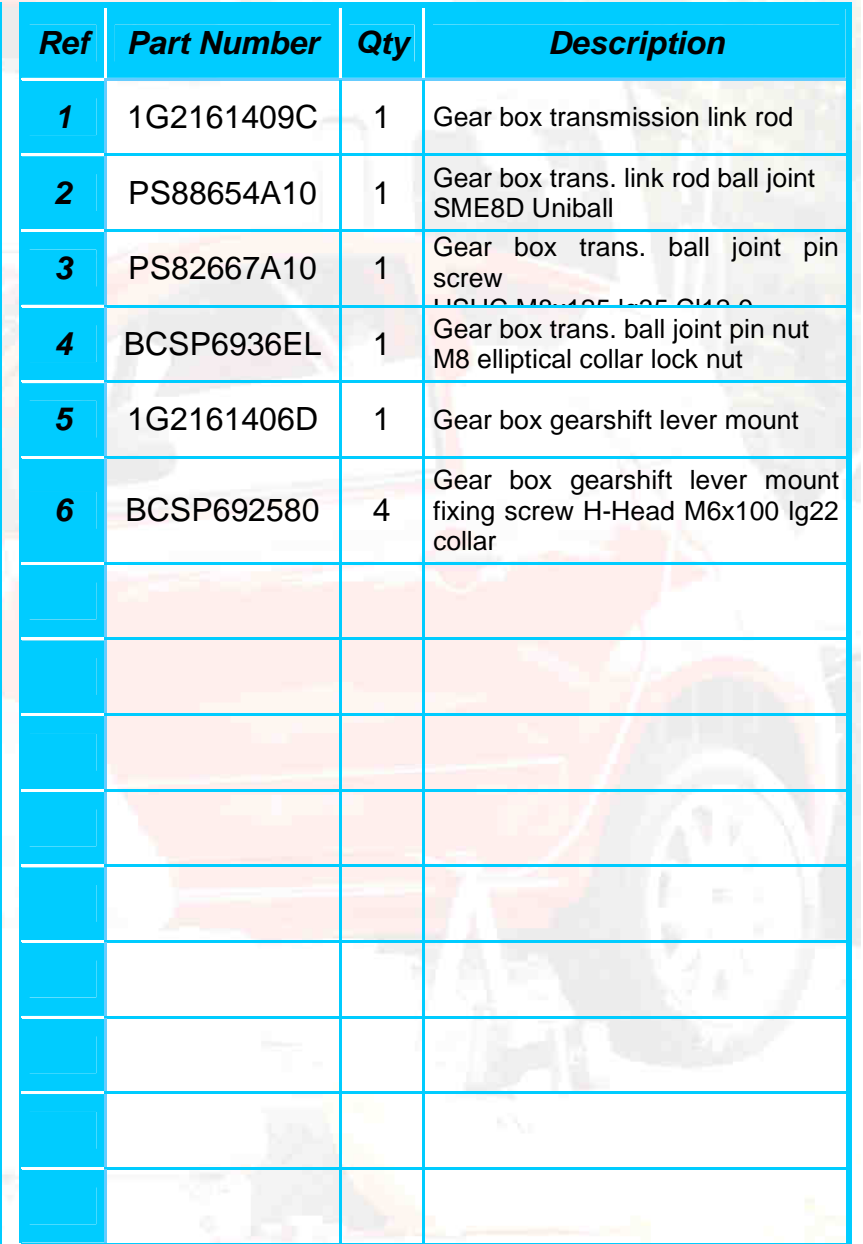 Ref Part Number Qty Description
1 1G2161409C 1 Gear box transmission link rod
2 PS88654A10 1 Gear box trans. link rod ball joint
SME8D Uniball
3 PS82667A10 1 Gear box trans. ball joint pin
screw
4 BCSP6936EL 1 Gear box trans. ball joint pin nut
M8 elliptical collar lock nut
5 1G2161406D 1 Gear box gearshift lever mount
6 BCSP692580 4 Gear box gearshift lever mount
fixing screw H-Head M6x100 lg22
collar